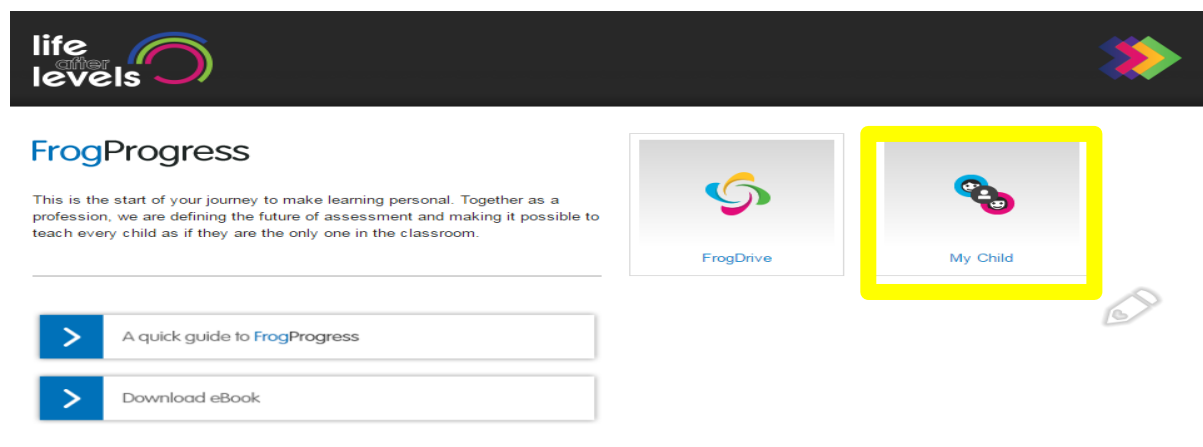 life
after
levels
FrogProgress
This is the start of your journey to make learning personal. Together as a
profession, we are defining the future of assessment and making it possible to
teach every child as if they are the only one in the classroom.
FrogDrive
My Child
A quick guide to FrogProgress
Download eBook